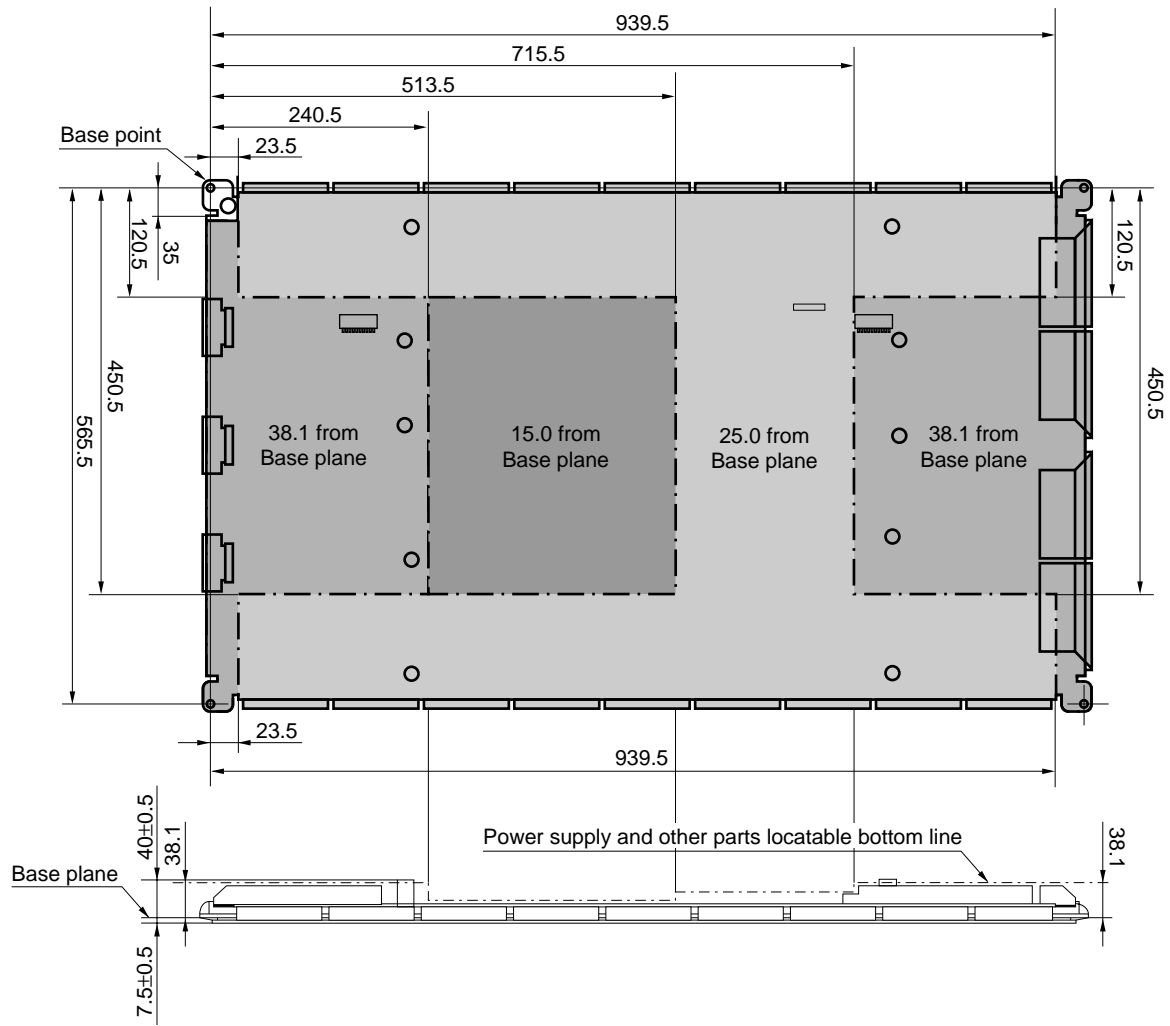 939.5
715.5
513.5
240.5
Base point
23.5
120.5
35
120.5
450.5
565.5
450.5
38.1 from
Base plane
15.0 from
Base plane
25.0 from
Base plane
38.1 from
Base plane
23.5
939.5
40±0.5
38.1
Power supply and other parts locatable bottom line
38.1
Base plane
7.5±0.5